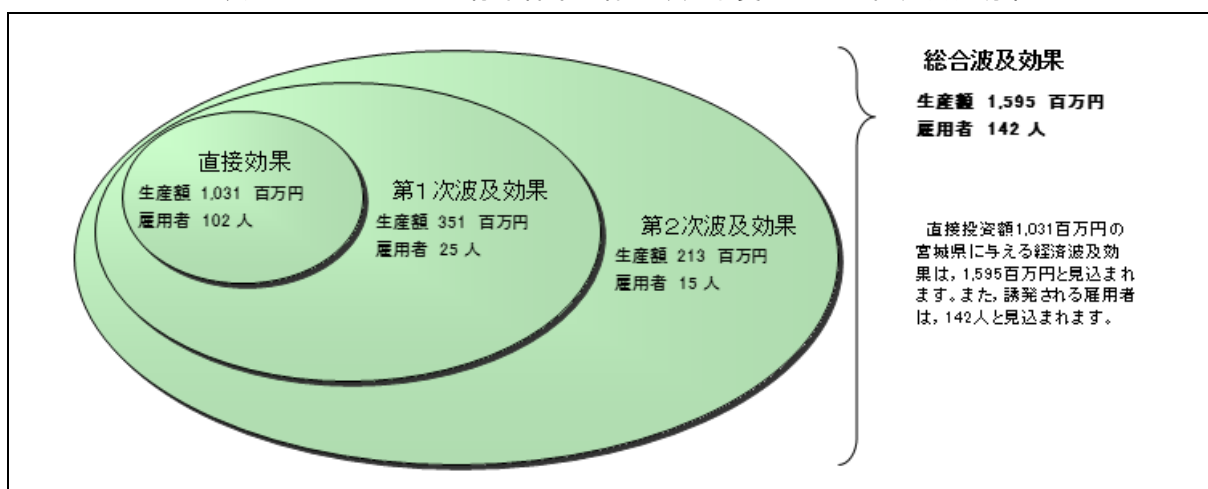 直接効果
生産額 1,031 百万円
雇用者 102 人
第1次波及効果
生産額 351 百万円
雇用者 25 人
第2次波及効果
生産額 213 百万円
雇用者 15 人
総合波及効果
生産額 1,595 百万円
雇用者 142 人
直接投資額1,031百万円の
宮城県に与える経済波及効
果は，1,595百万円と見込まれ
ます。また，誘発される雇用者
は，142人と見込まれます。